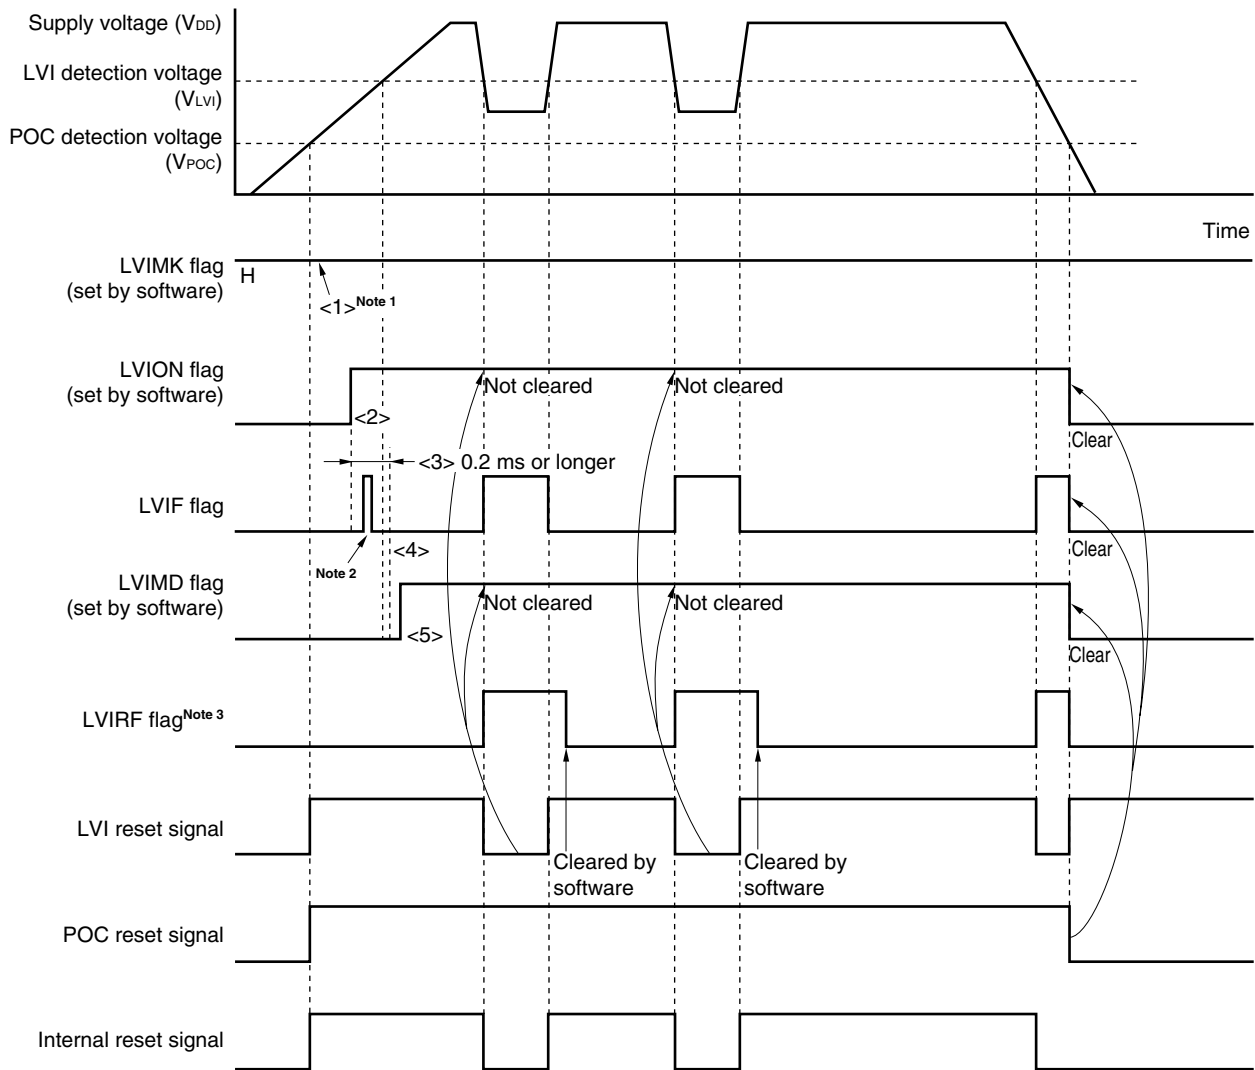 Supply voltage (VDD)
LVI detection voltage
(VLVI)
POC detection voltage
(VPOC)
Time
LVIMK flag
(set by software)
H
<1>Note 1
LVION flag
(set by software)
Not cleared
Not cleared
<2>
Clear
<3> 0.2 ms or longer
LVIF flag
<4>
Clear
Note 2
LVIMD flag
(set by software)
Not cleared
Not cleared
<5>
Clear
LVIRF flagNote 3
LVI reset signal
Cleared by
software
Cleared by
software
POC reset signal
Internal reset signal